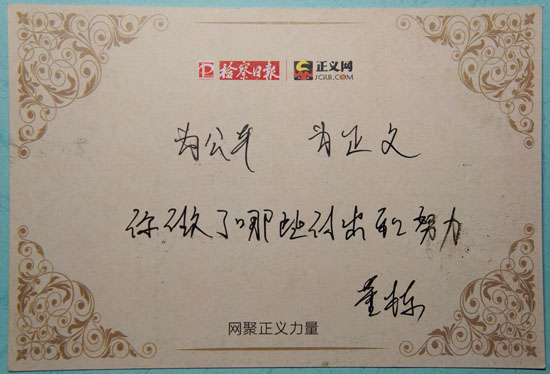 检察日报 正义网
JCRB.COM
为公平 为正义
你做了哪些付出和努力
网聚正义力量